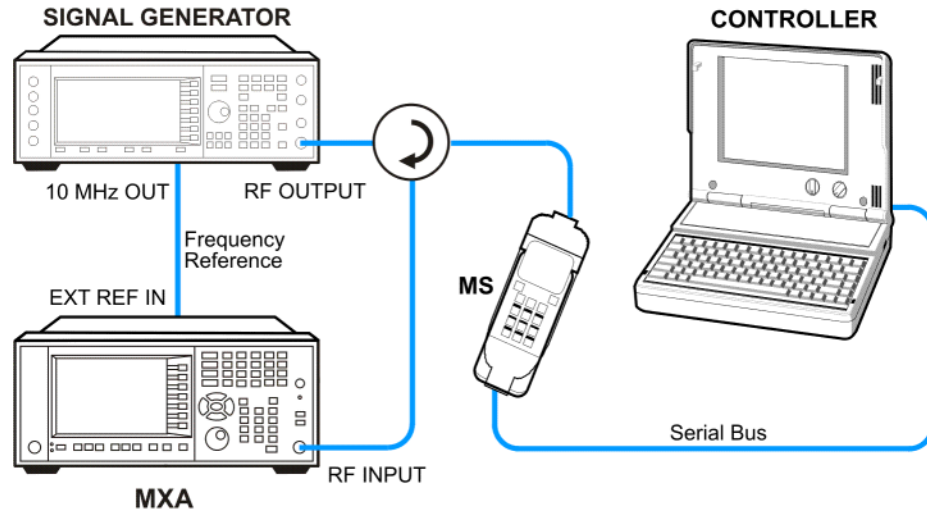 SIGNAL GENERATOR
CONTROLLER
10 MHz OUT
RF OUTPUT
Frequency
Reference
MS
EXT REF IN
Serial Bus
RF INPUT
MXA